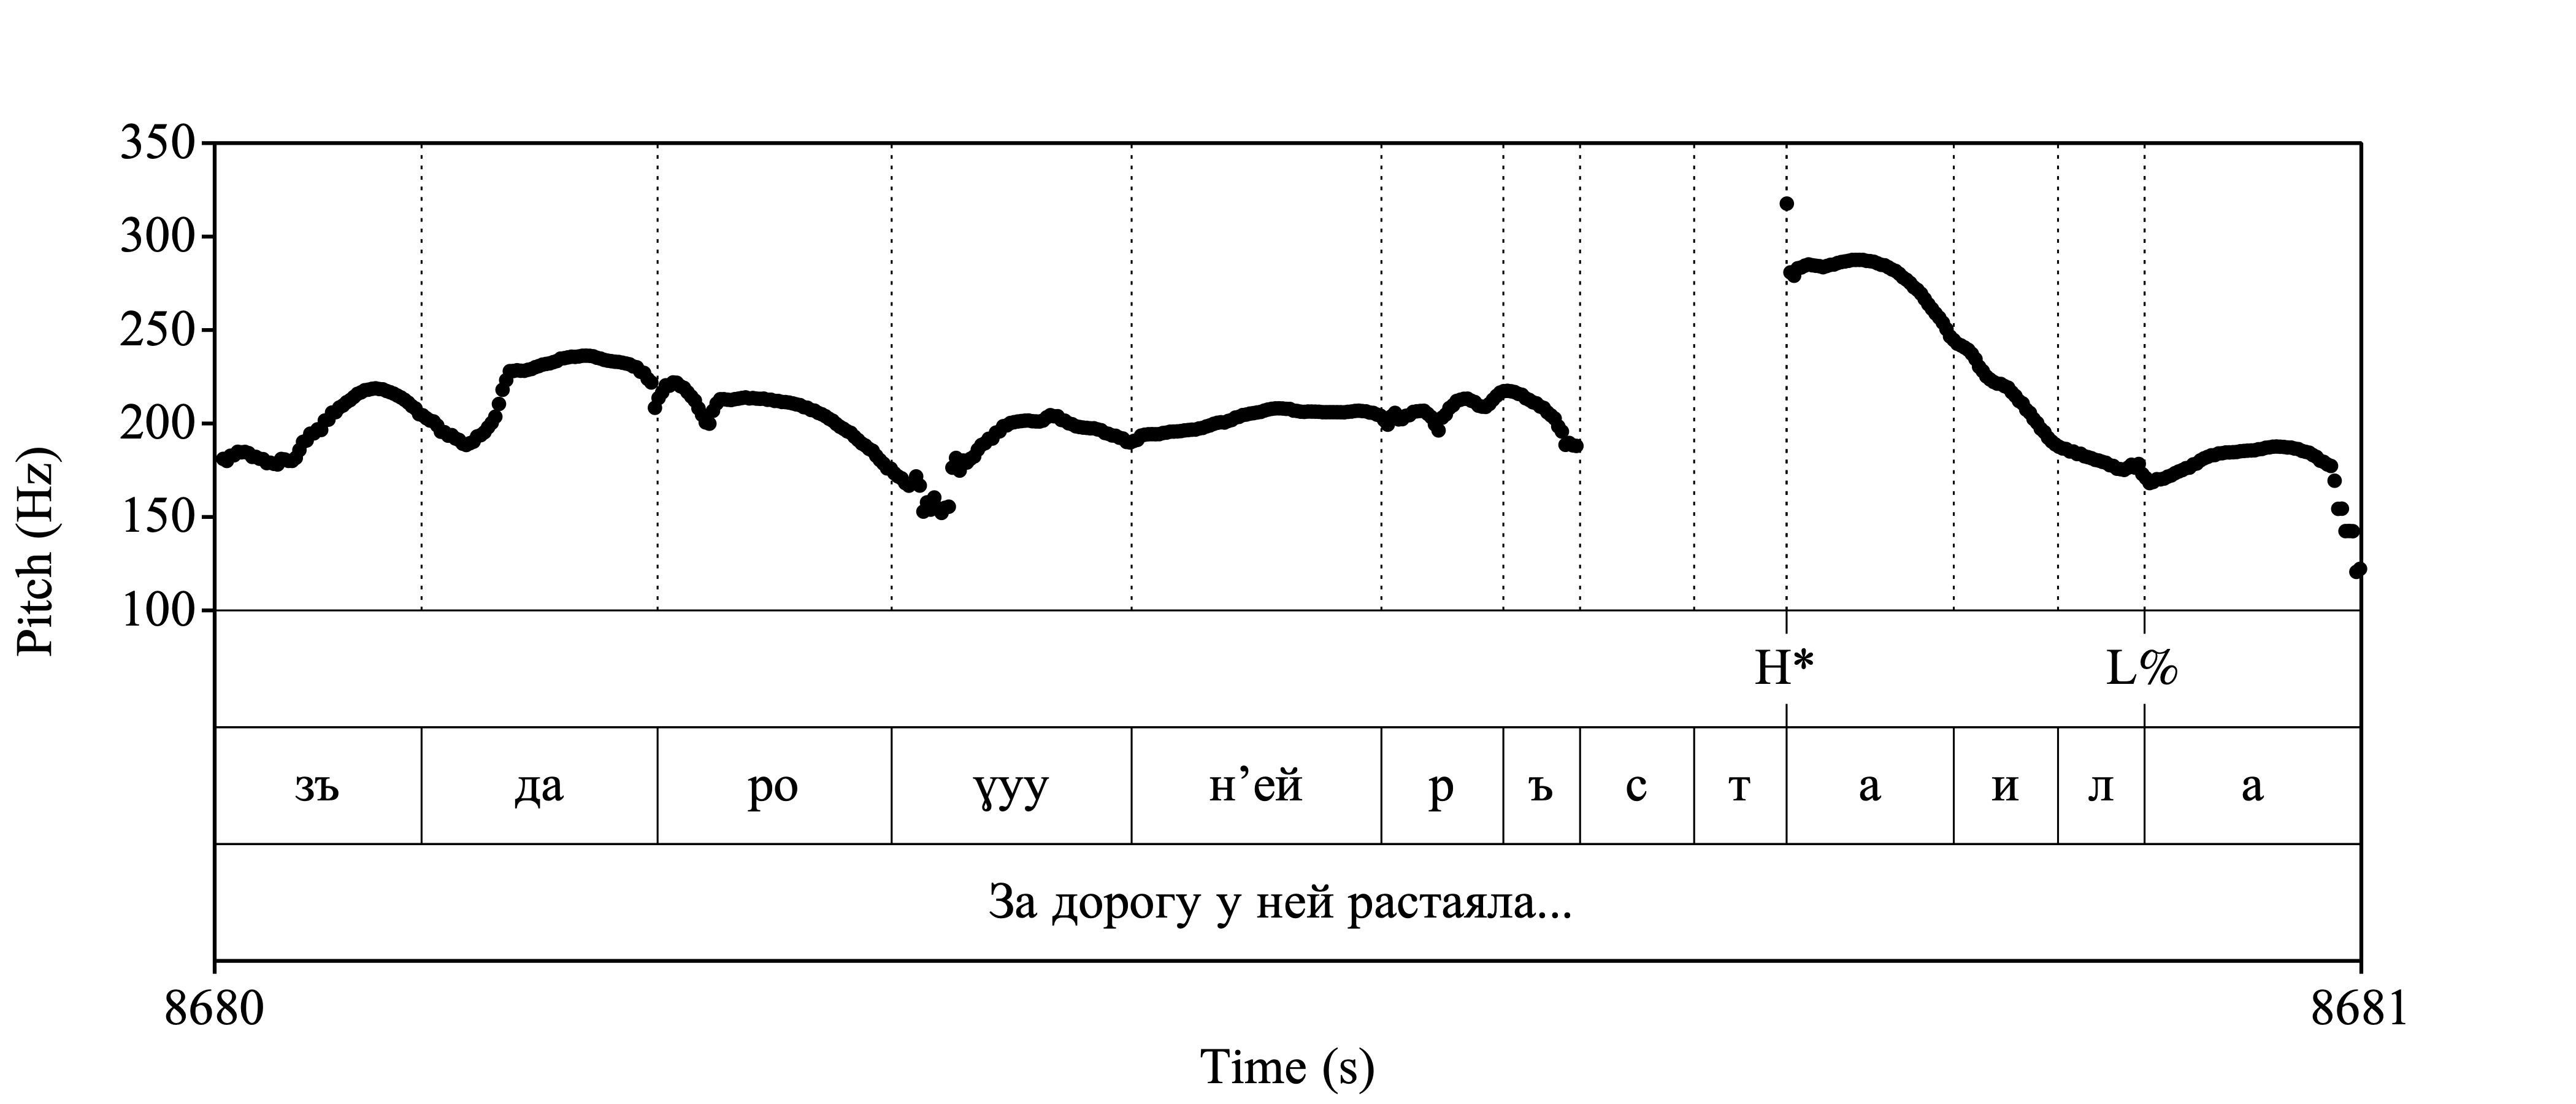 350
300
250
200
150
100
Pitch (Hz)
H* L%
зъ да ро ɣуу н’ей р ъ с т а и л а
За дорогу у ней растаяла...
8680 8681
Time (s)